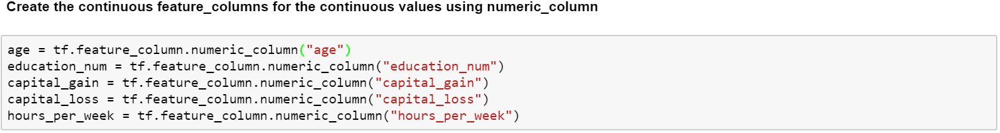 Create the continuous feature_columns for the continuous values using numeric_column
age = tf.feature_column.numeric_column("age")
education_num = tf.feature_column.numeric_column("education_num")
capital_gain = tf.feature_column.numeric_column("capital_gain")
capital_loss = tf.feature_column.numeric_column("capital_loss")
hours_per_week = tf.feature_column.numeric_column("hours_per_week")